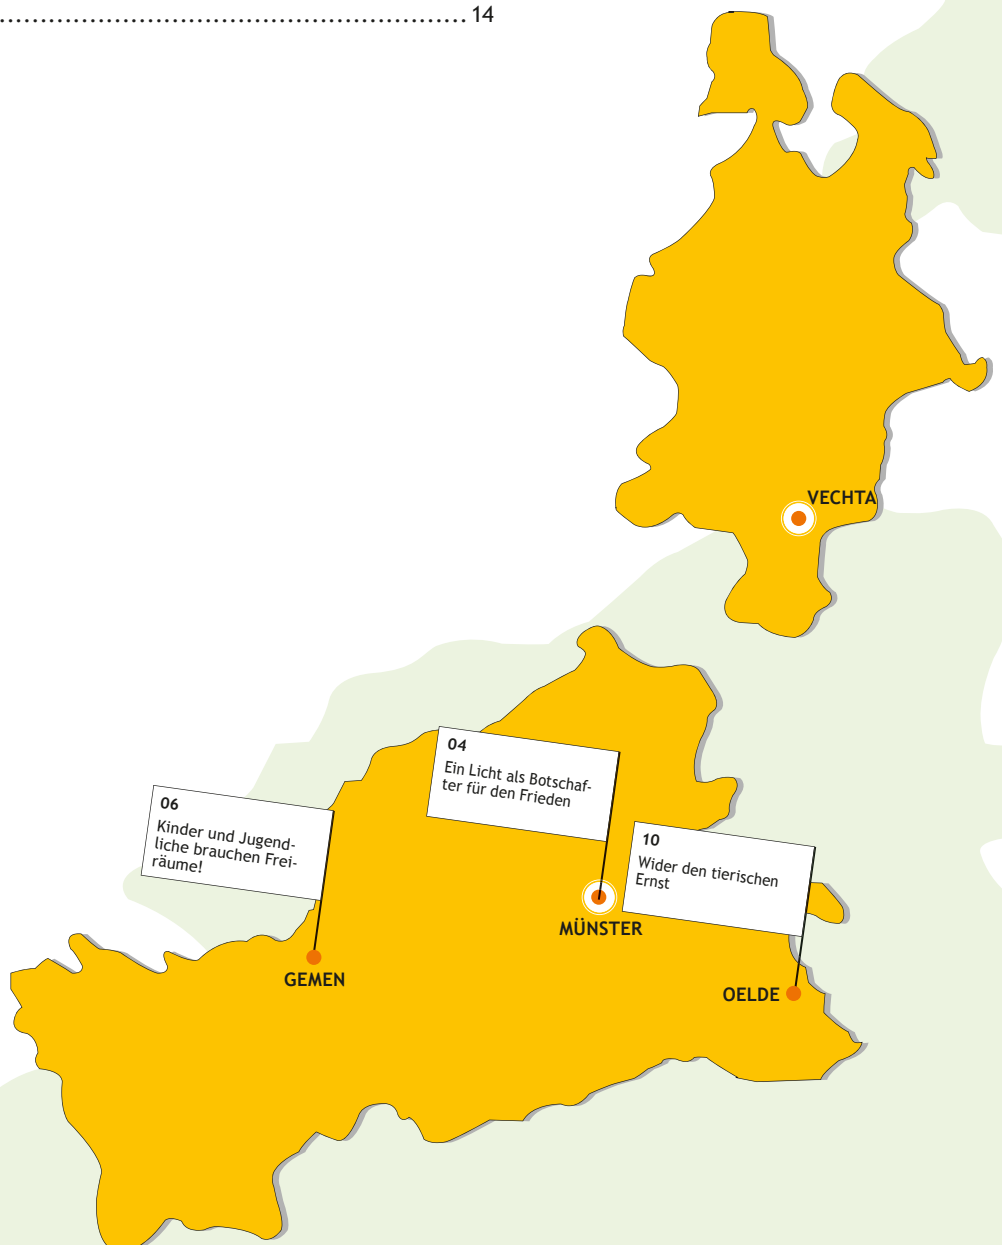 ........................................................................ 14
VECHTA
04
Ein Licht als Botschaf-
ter für den Frieden
06
Kinder und Jugend-
liche brauchen Frei-
räume!
10
Wider den tierischen
Ernst
MÜNSTER
GEMEN
OELDE